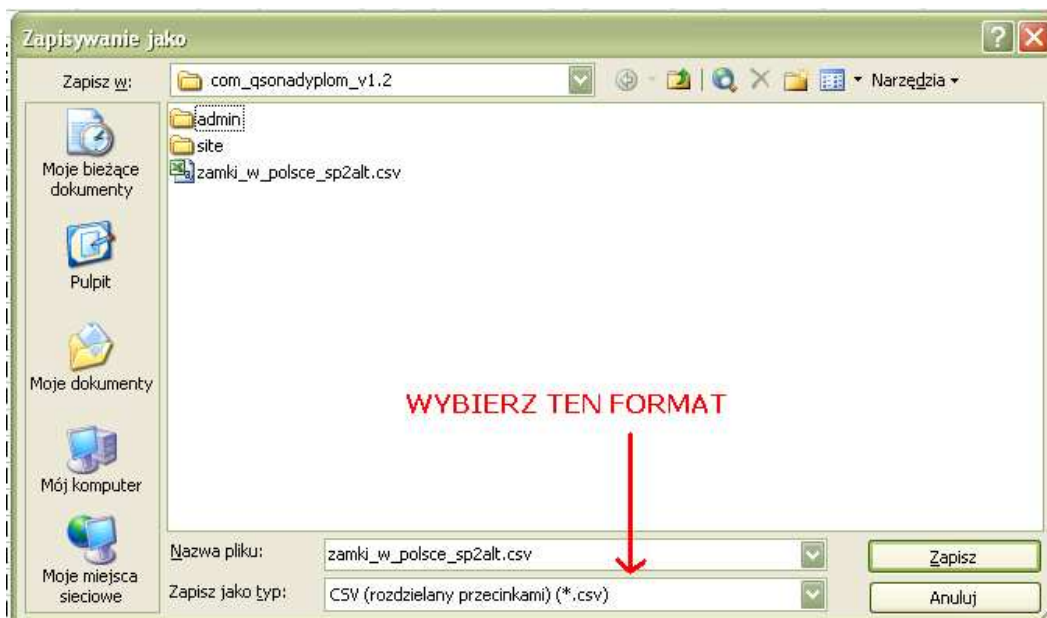 Zapisywanie jako
Zapisz w:
com_qsonadyplom_v1.2
Narzędzia
admin
site
zamki_w_polsce_sp2alt.csv
Moje bieżące
dokumenty
Pulpit
Moje dokumenty
Mój komputer
Moje miejsca
sieciowe
WYBIERZ TEN FORMAT
Nazwa pliku:
zamki_w_polsce_sp2alt.csv
Zapisz
Zapisz jako typ:
CSV (rozdzielany przecinkami) (*.csv)
Anuluj